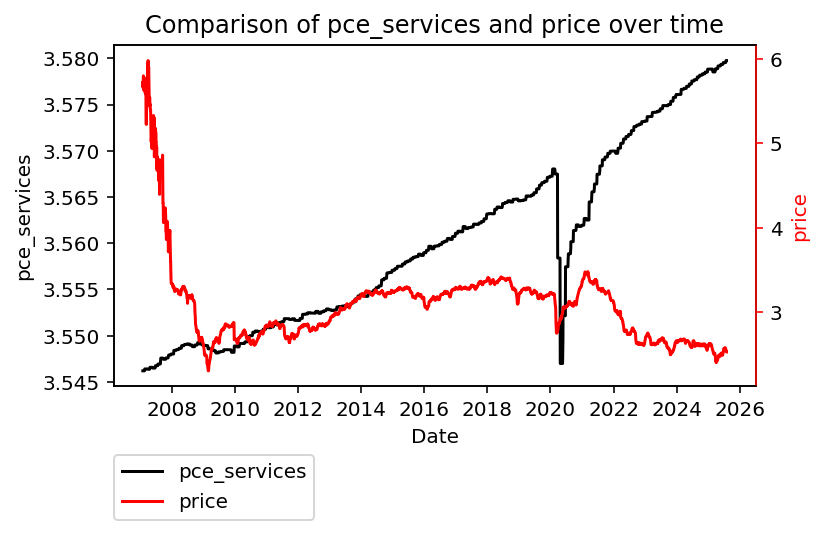 Comparison of pce_services and price over time
3.580
3.575
3.570
3.565
3.560
3.555
3.550
3.545
pce_services
6
5
4
3
price
2008 2010 2012 2014 2016 2018 2020 2022 2024 2026
Date
pce_services
price